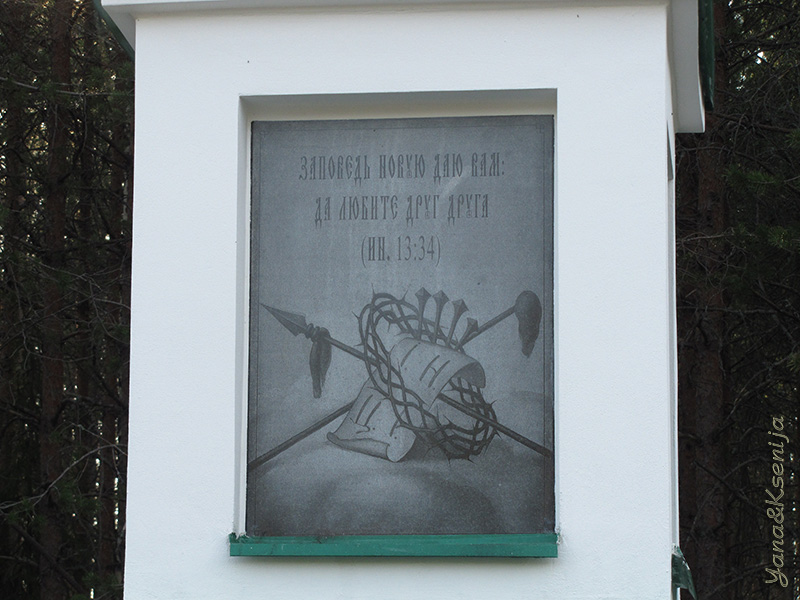 ЗАПОВЕДЬ НОВУЮ ДАЮ ВАМ:
ДА ЛЮБИТЕ ДРУГ ДРУГА
(ИН. 13:34)
І Н
Yana&Ksenija